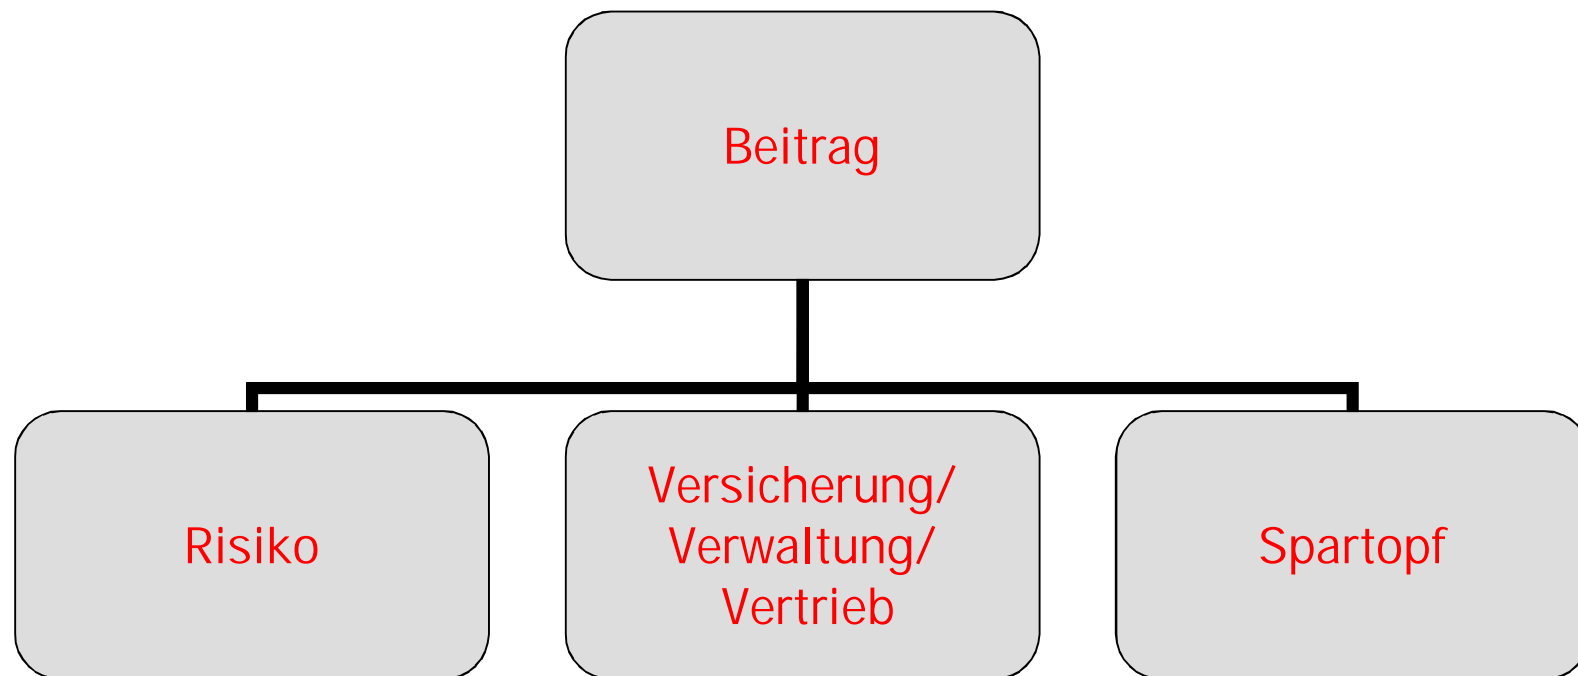 Beitrag
Risiko
Versicherung/
Verwaltung/
Vertrieb
Spartopf